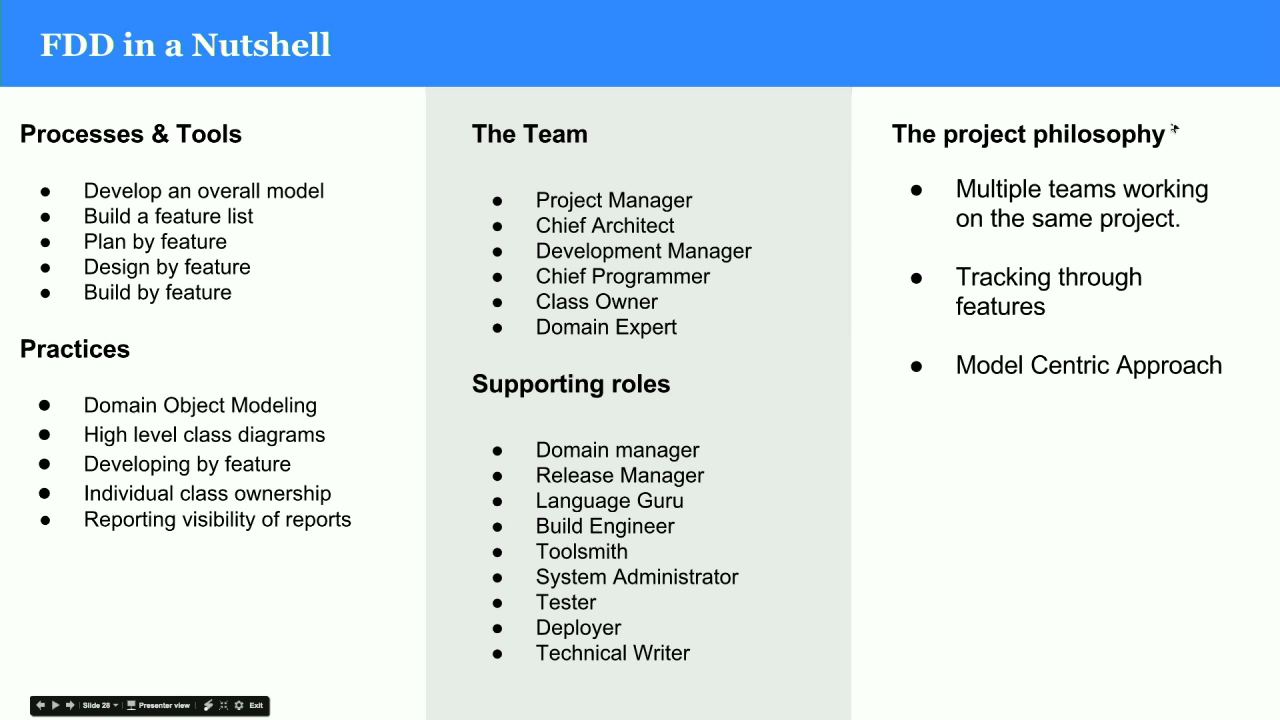 FDD in a Nutshell
Processes & Tools
● Develop an overall model
● Build a feature list
● Plan by feature
● Design by feature
● Build by feature
Practices
● Domain Object Modeling
● High level class diagrams
● Developing by feature
● Individual class ownership
● Reporting visibility of reports
The Team
● Project Manager
● Chief Architect
● Development Manager
● Chief Programmer
● Class Owner
● Domain Expert
Supporting roles
● Domain manager
● Release Manager
● Language Guru
● Build Engineer
● Toolsmith
● System Administrator
● Tester
● Deployer
● Technical Writer
The project philosophy
● Multiple teams working
on the same project.
● Tracking through
features
● Model Centric Approach
Slide 28 Presenter view Exit